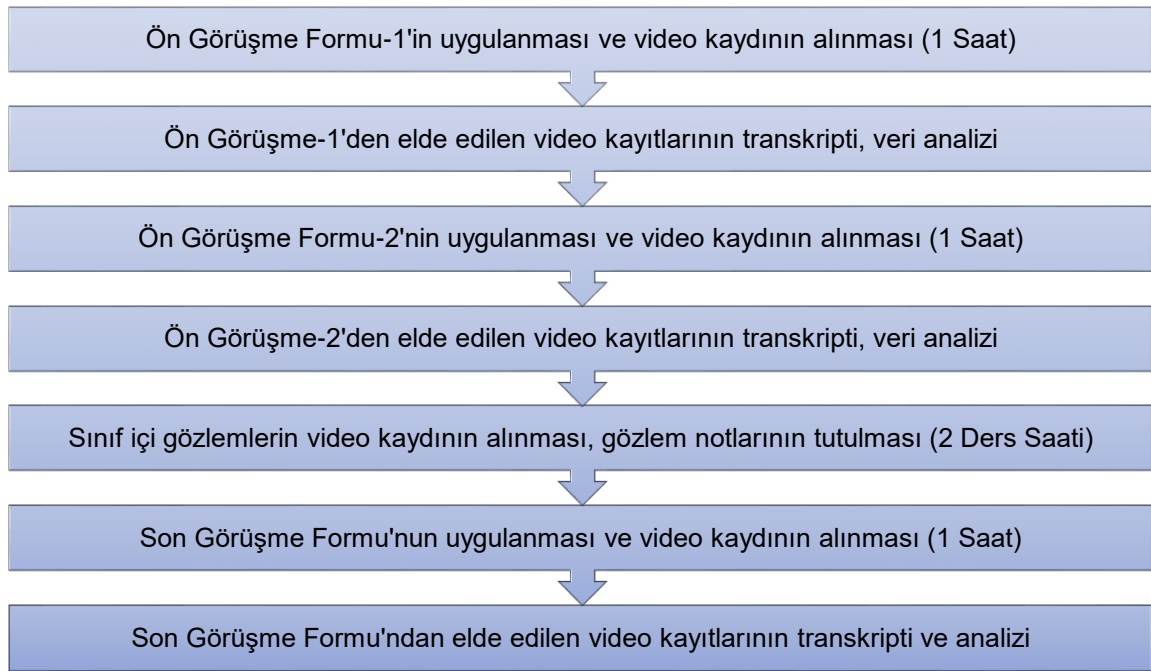 Ön Görüşme Formu-1'in uygulanması ve video kaydının alınması (1 Saat)
Ön Görüşme-1'den elde edilen video kayıtlarının transkripti, veri analizi
Ön Görüşme Formu-2'nin uygulanması ve video kaydının alınması (1 Saat)
Ön Görüşme-2'den elde edilen video kayıtlarının transkripti, veri analizi
Sınıf içi gözlemlerin video kaydının alınması, gözlem notlarının tutulması (2 Ders Saati)
Son Görüşme Formu'nun uygulanması ve video kaydının alınması (1 Saat)
Son Görüşme Formu'ndan elde edilen video kayıtlarının transkripti ve analizi